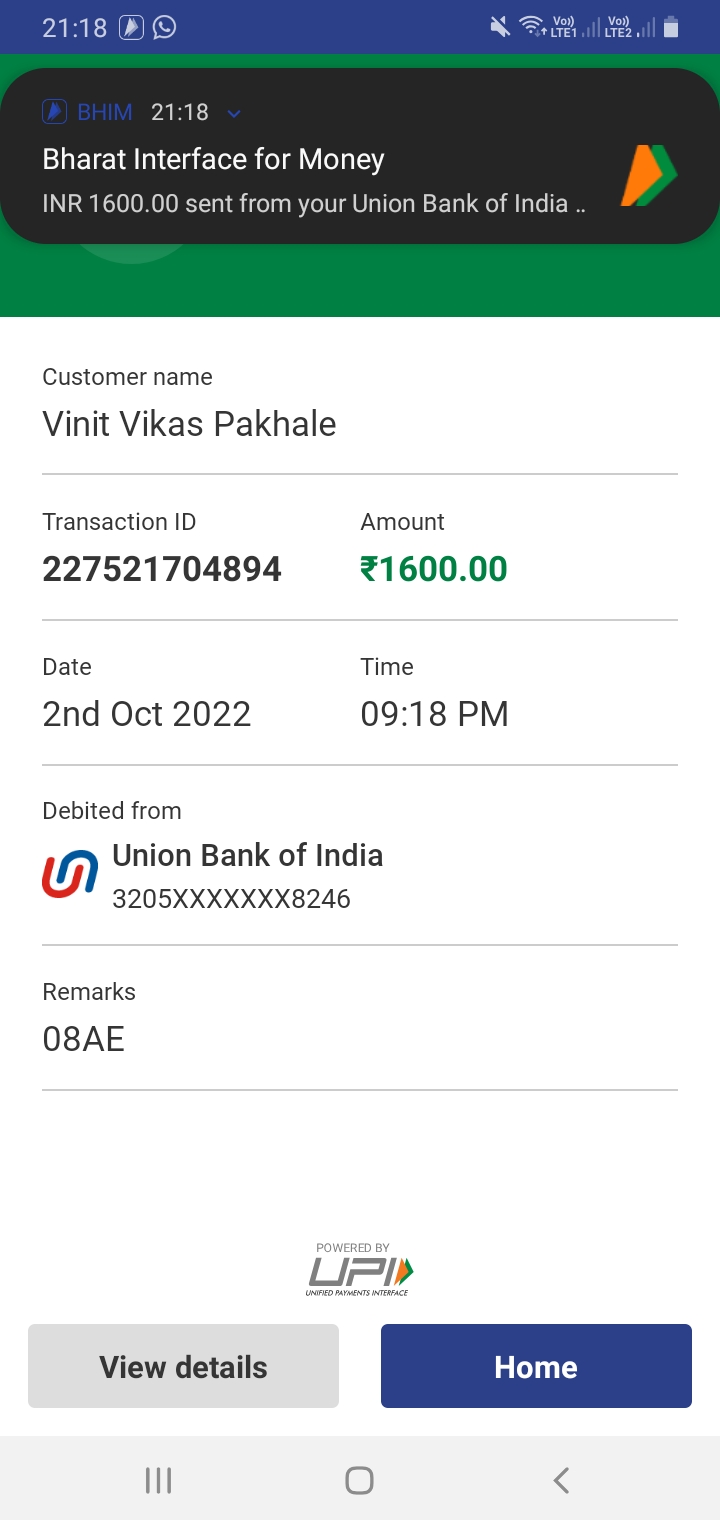 21:18
Vo)) LTE1 Vo)) LTE2
BHIM 21:18
Bharat Interface for Money
INR 1600.00 sent from your Union Bank of India ..
Customer name
Vinit Vikas Pakhale
Transaction ID Amount
227521704894 ₹1600.00
Date Time
2nd Oct 2022 09:18 PM
Debited from
Union Bank of India
3205XXXXXXX8246
Remarks
08AE
POWERED BY
UPI
UNIFIED PAYMENTS INTERFACE
View details Home